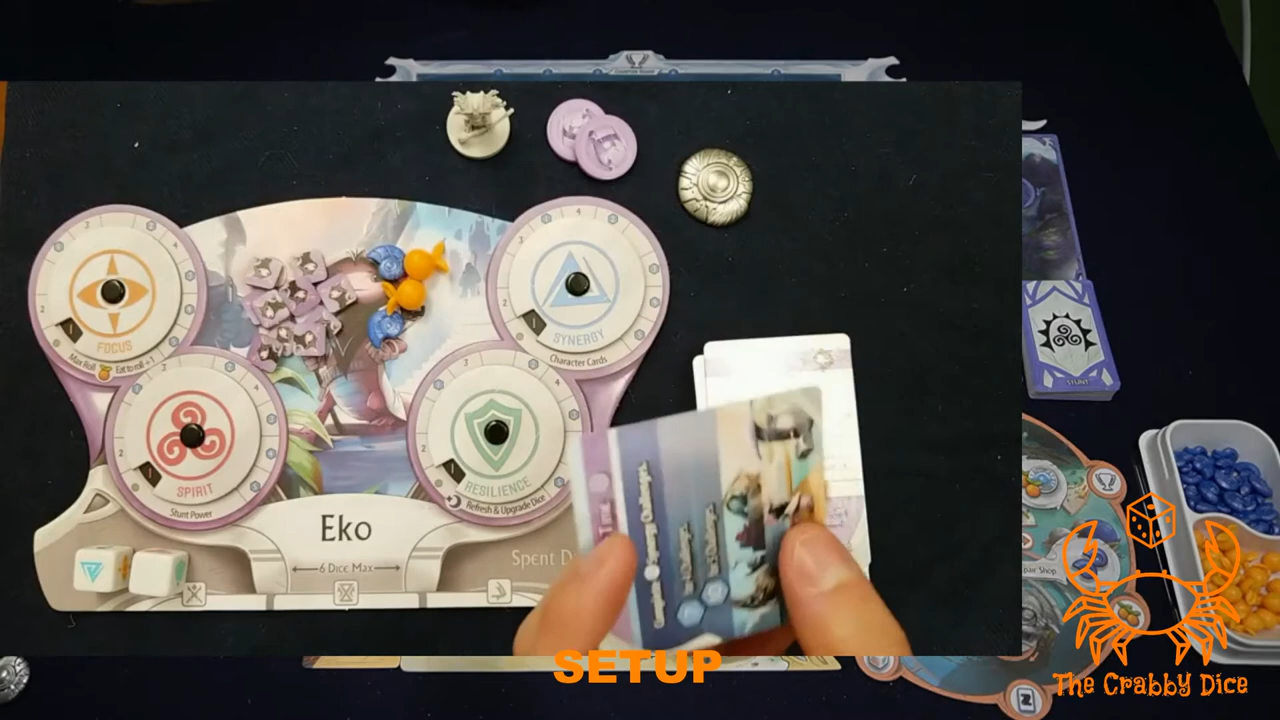 FOCUS
Max Roll Eat to roll +1
SYNERGY
Character Cards
SPIRIT
Stunt Power
RESILIENCE
Refresh & Upgrade Dice
Eko
6 Dice Max
Spent D
STUNT
SETUP
The Crabby Dice